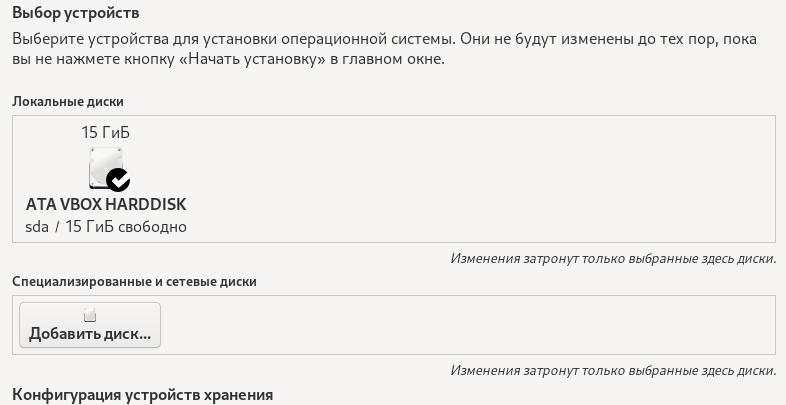 Выбор устройств
Выберите устройства для установки операционной системы. Они не будут изменены до тех пор, пока
вы не нажмете кнопку «Начать установку» в главном окне.
Локальные диски
15 ГиБ
ATA VBOX HARDDISK
sda / 15 ГиБ свободно
Изменения затронут только выбранные здесь диски.
Специализированные и сетевые диски
Добавить диск...
Изменения затронут только выбранные здесь диски.
Конфигурация устройств хранения